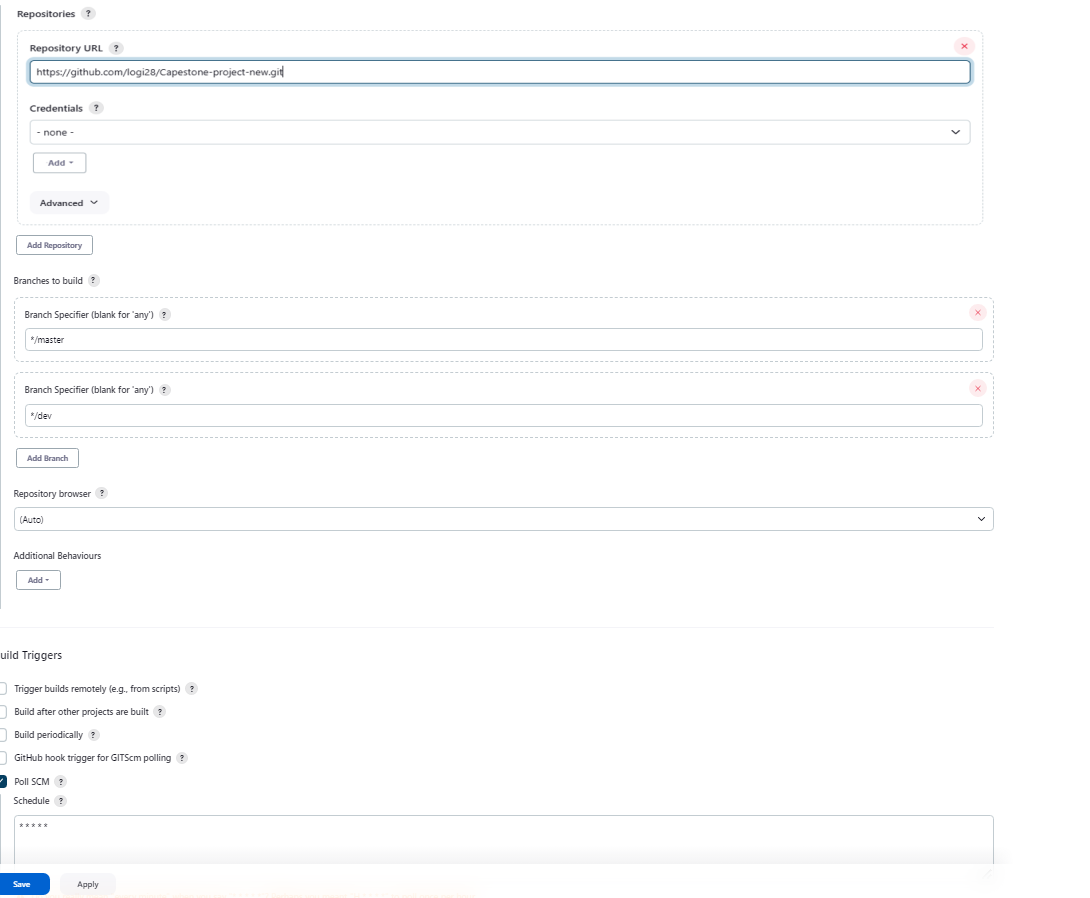 Repositories ?
Repository URL ?
https://github.com/logi28/Capestone-project-new.git
Credentials ?
- none -
Add
Advanced
Add Repository
Branches to build ?
Branch Specifier (blank for 'any') ?
*/master
Branch Specifier (blank for 'any') ?
*/dev
Add Branch
Repository browser ?
(Auto)
Additional Behaviours
Add
uild Triggers
Trigger builds remotely (e.g., from scripts) ?
Build after other projects are built ?
Build periodically ?
GitHub hook trigger for GITScm polling ?
Poll SCM ?
Schedule ?
* * * * *
Save Apply